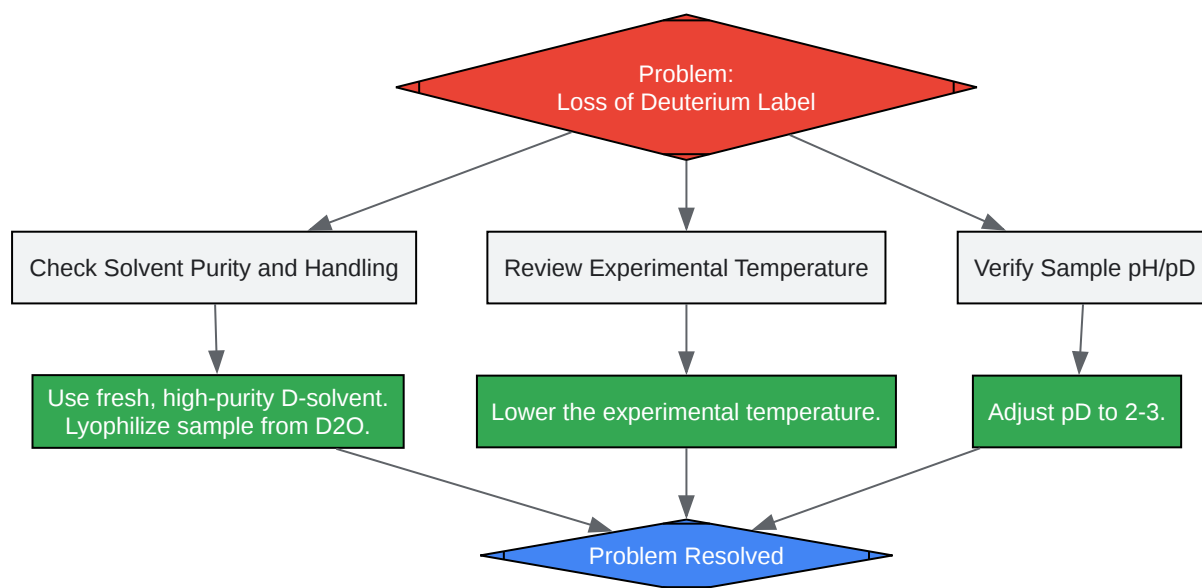 Problem:
Loss of Deuterium Label
Check Solvent Purity and Handling
Review Experimental Temperature
Verify Sample pH/pD
Use fresh, high-purity D-solvent.
Lyophilize sample from D2O.
Lower the experimental temperature.
Adjust pD to 2-3.
Problem Resolved